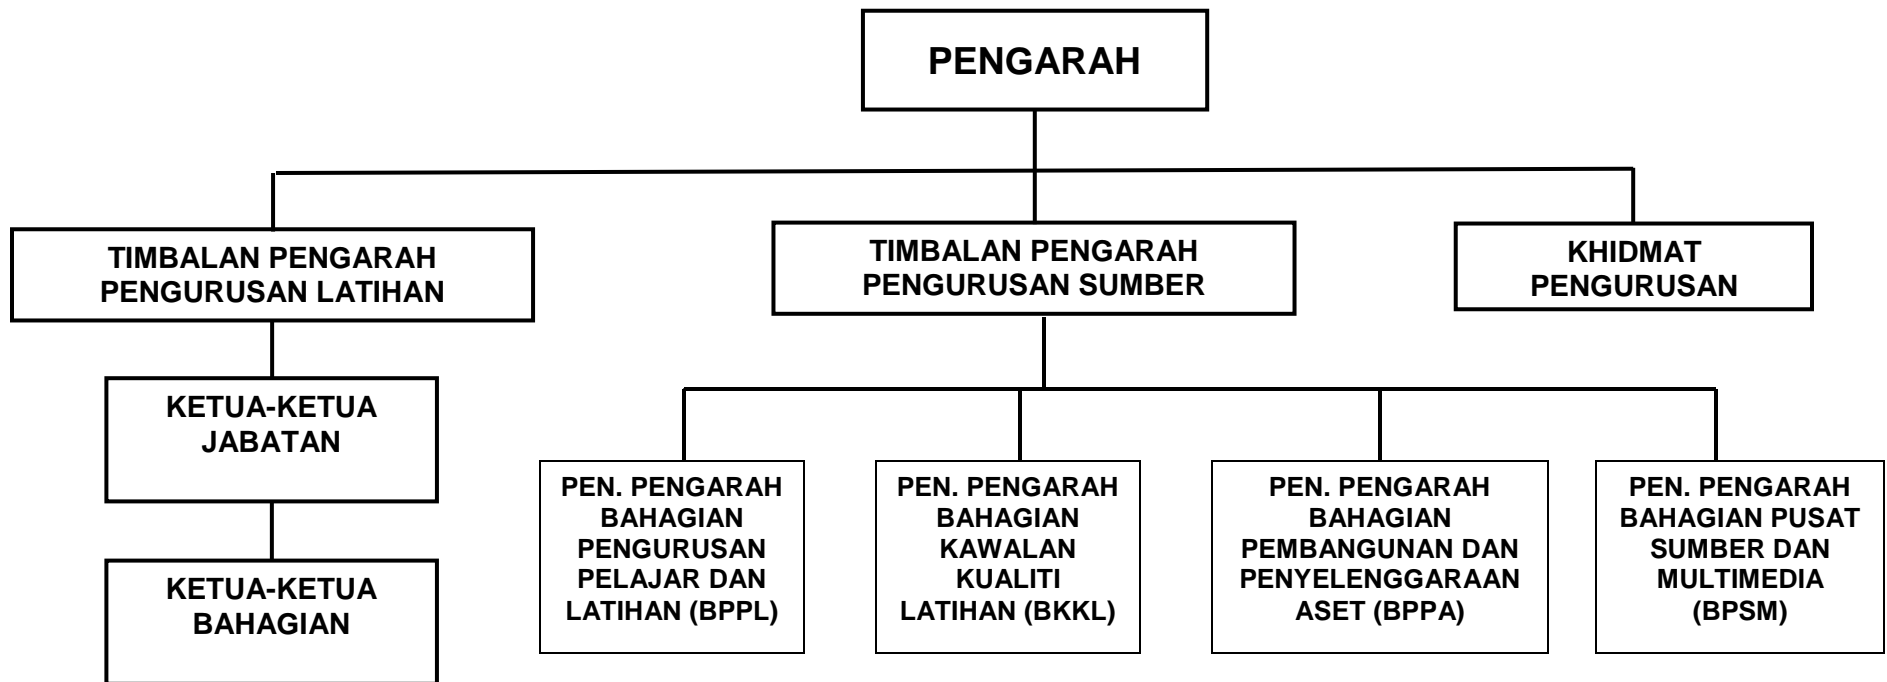 PENGARAH
TIMBALAN PENGARAH
PENGURUSAN LATIHAN
TIMBALAN PENGARAH
PENGURUSAN SUMBER
KHIDMAT
PENGURUSAN
KETUA-KETUA
JABATAN
KETUA-KETUA
BAHAGIAN
PEN. PENGARAH
BAHAGIAN
PENGURUSAN
PELAJAR DAN
LATIHAN (BPPL)
PEN. PENGARAH
BAHAGIAN
KAWALAN
KUALITI
LATIHAN (BKKL)
PEN. PENGARAH
BAHAGIAN
PEMBANGUNAN DAN
PENYELENGGARAAN
ASET (BPPA)
PEN. PENGARAH
BAHAGIAN PUSAT
SUMBER DAN
MULTIMEDIA
(BPSM)